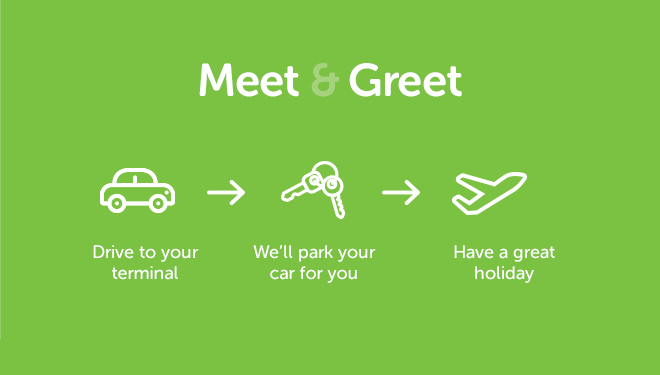 Meet & Greet
Drive to your
terminal
We'll park your
car for you
Have a great
holiday